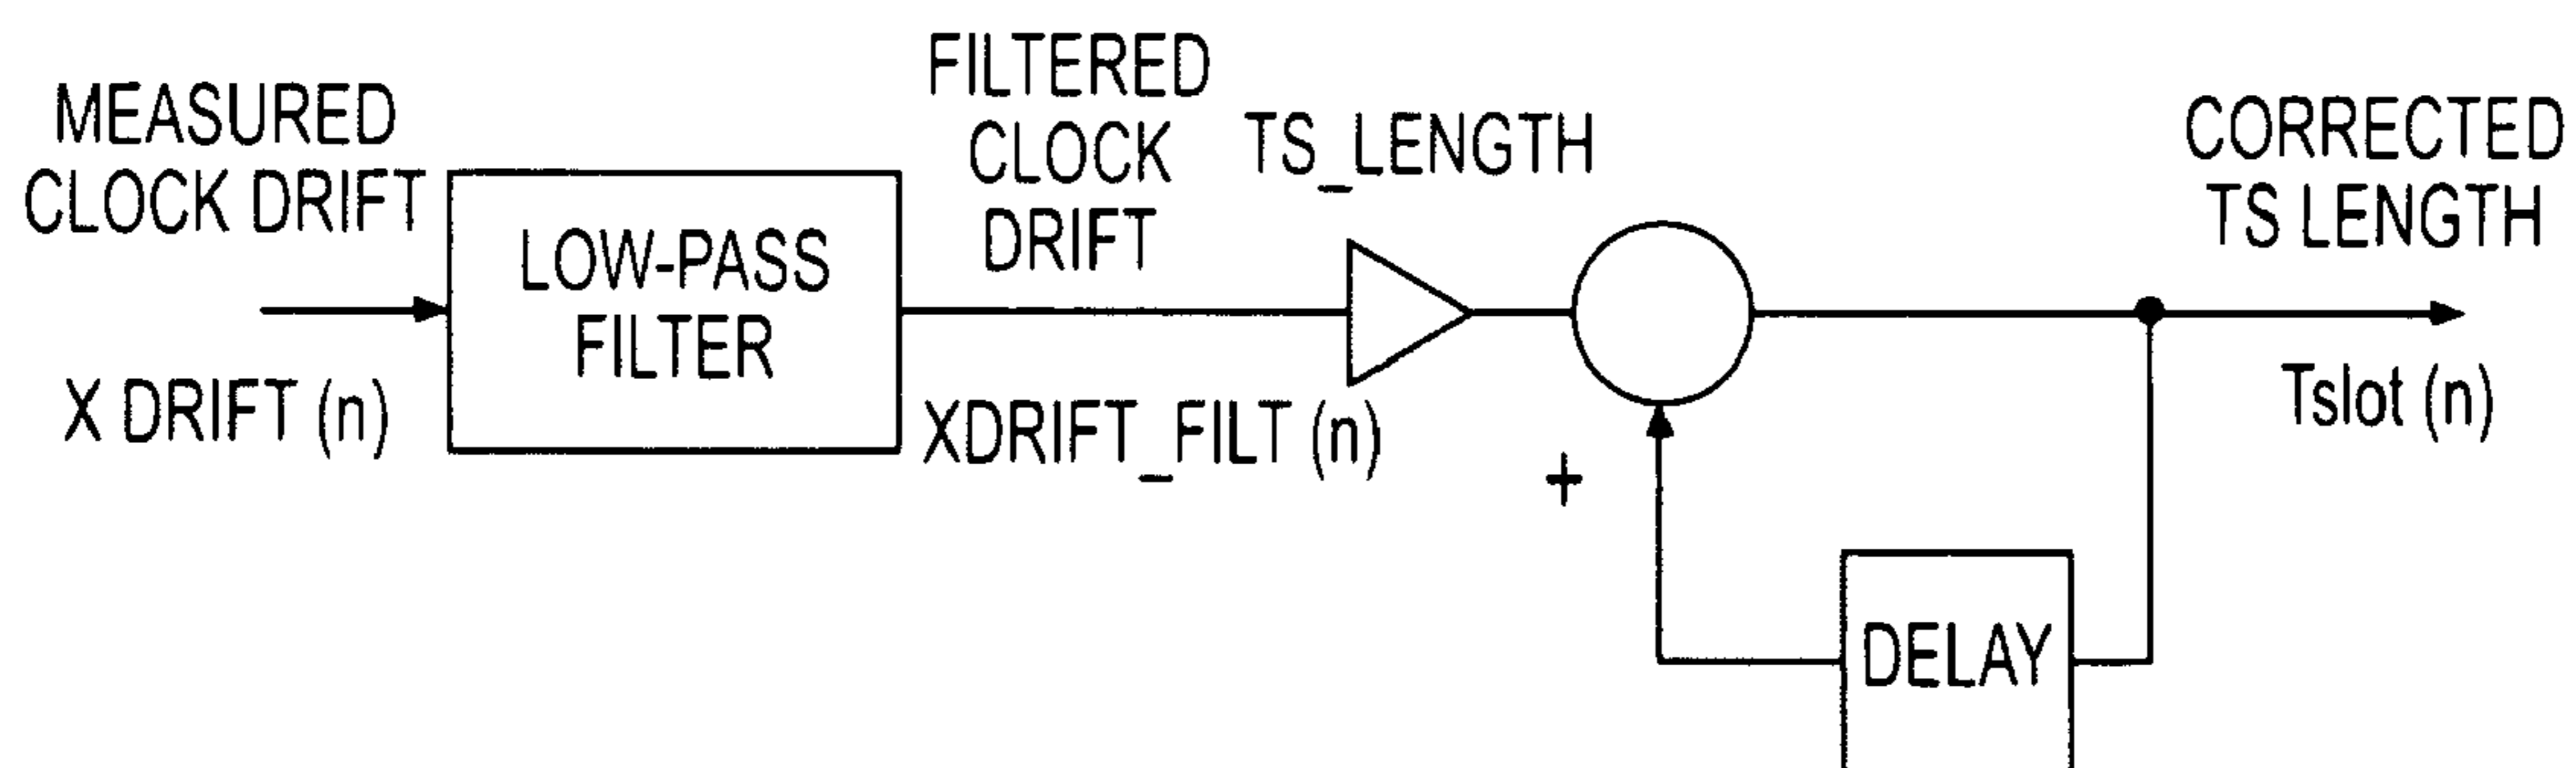 MEASURED
CLOCK DRIFT
X DRIFT (n)
LOW-PASS
FILTER
FILTERED
CLOCK
DRIFT
XDRIFT_FILT (n)
TS_LENGTH
+
DELAY
CORRECTED
TS LENGTH
Tslot (n)